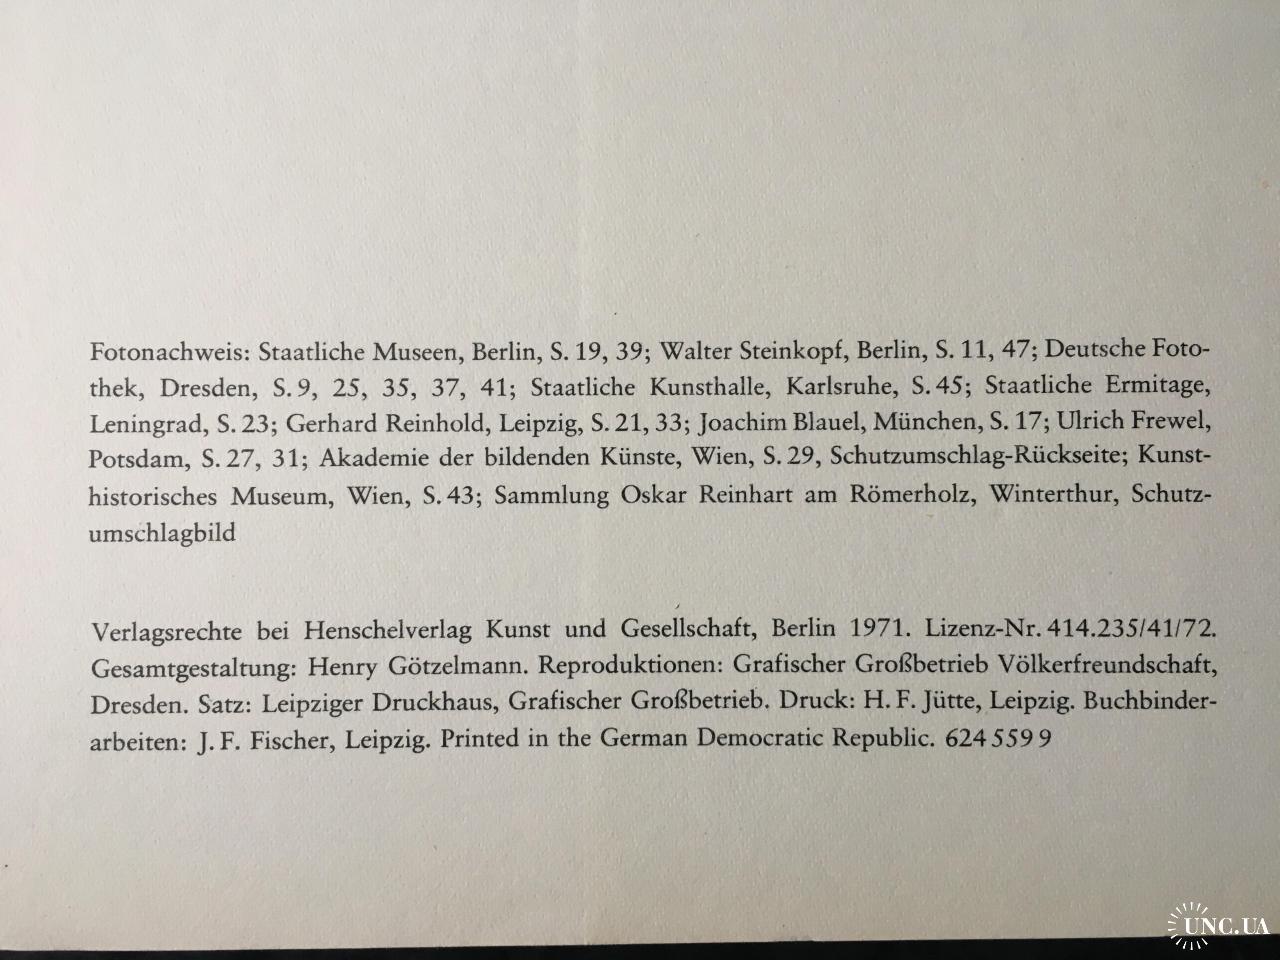 Fotonachweis: Staatliche Museen, Berlin, S. 19, 39; Walter Steinkopf, Berlin, S. 11, 47; Deutsche Foto-
thek, Dresden, S. 9, 25, 35, 37, 41; Staatliche Kunsthalle, Karlsruhe, S. 45; Staatliche Ermitage,
Leningrad, S. 23; Gerhard Reinhold, Leipzig, S. 21, 33; Joachim Blauel, München, S. 17; Ulrich Frewel,
Potsdam, S. 27, 31; Akademie der bildenden Künste, Wien, S. 29, Schutzumschlag-Rückseite; Kunst-
historisches Museum, Wien, S. 43; Sammlung Oskar Reinhart am Römerholz, Winterthur, Schutz-
umschlagbild
Verlagsrechte bei Henschelverlag Kunst und Gesellschaft, Berlin 1971. Lizenz-Nr. 414.235/41/72.
Gesamtgestaltung: Henry Götzelmann. Reproduktionen: Grafischer Großbetrieb Völkerfreundschaft,
Dresden. Satz: Leipziger Druckhaus, Grafischer Großbetrieb. Druck: H. F. Jütte, Leipzig. Buchbinder-
arbeiten: J. F. Fischer, Leipzig. Printed in the German Democratic Republic. 624 559 9
UNC.UA